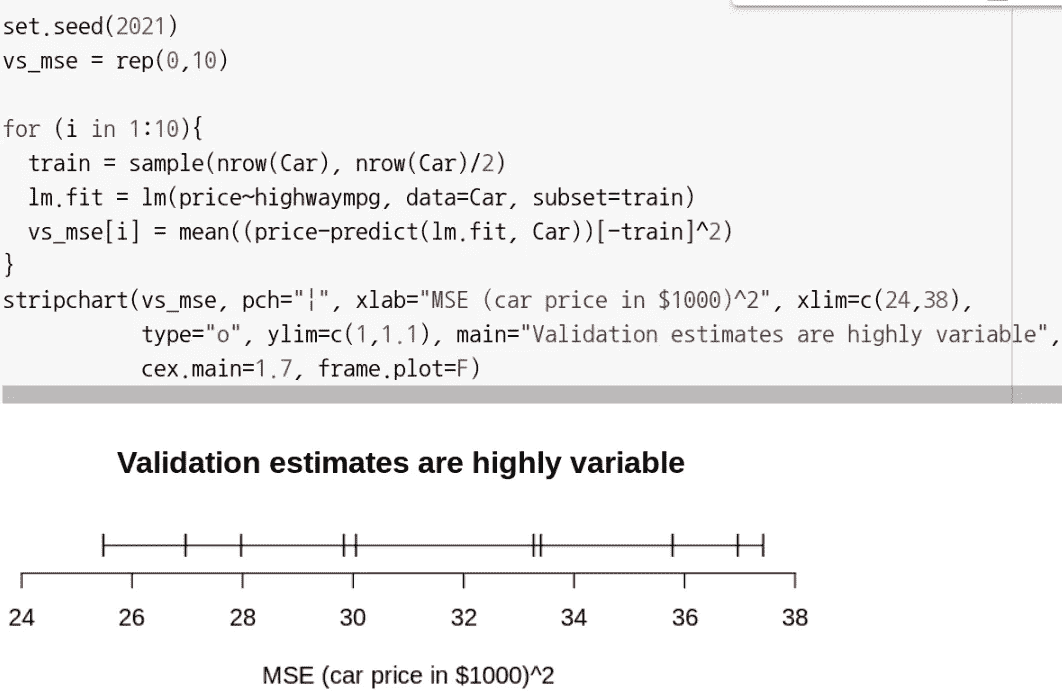 set.seed(2021)
vs_mse = rep(0,10)
for (i in 1:10){
  train = sample(nrow(Car), nrow(Car)/2)
  lm.fit = lm(price~highwaympg, data=Car, subset=train)
  vs_mse[i] = mean((price-predict(lm.fit, Car))[-train]^2)
}
stripchart(vs_mse, pch="¦", xlab="MSE (car price in $1000)^2", xlim=c(24,38),
           type="o", ylim=c(1,1.1), main="Validation estimates are highly variable",
           cex.main=1.7, frame.plot=F)
Validation estimates are highly variable
24 26 28 30 32 34 36 38
MSE (car price in $1000)^2